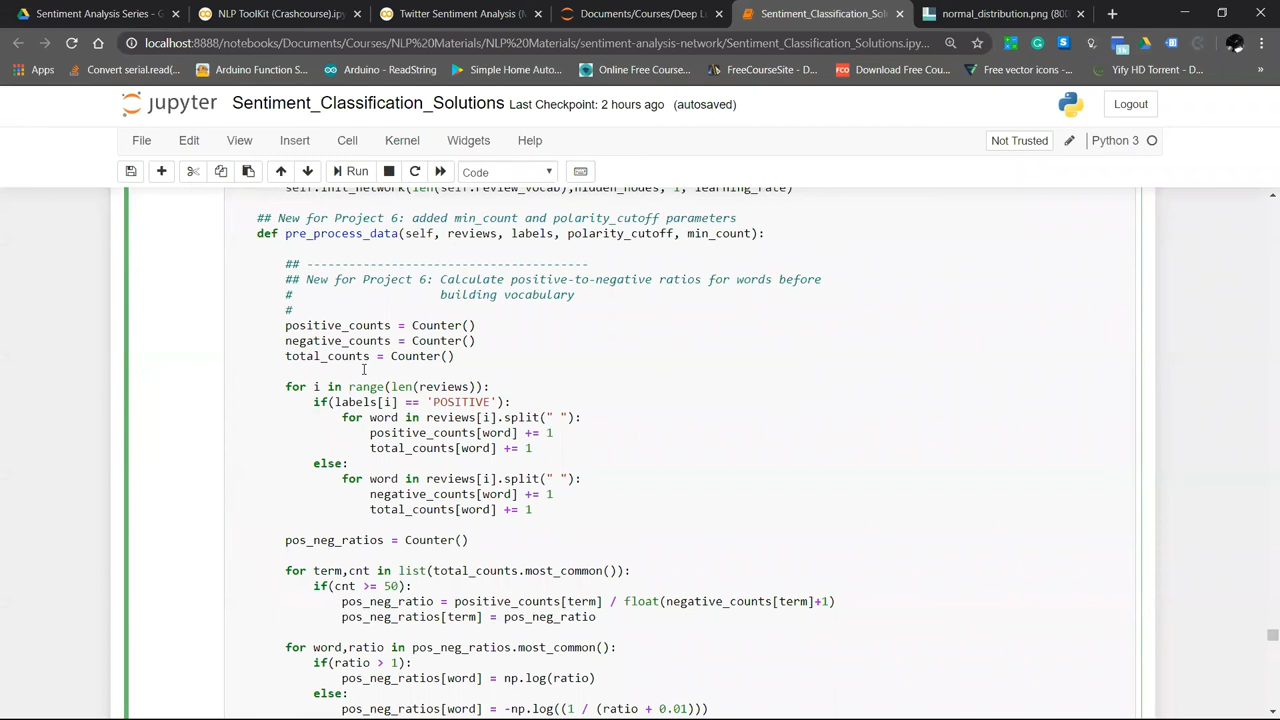 Sentiment Analysis Series - G
NLP ToolKit (Crashcourse).ipynb
Twitter Sentiment Analysis (N
Documents/Courses/Deep L
Sentiment_Classification_Solu
normal_distribution.png (800
localhost:8888/notebooks/Documents/Courses/NLP%20Materials/NLP%20Materials/sentiment-analysis-network/Sentiment_Classification_Solutions.ipy...
Apps
Convert serial.read(...
Arduino Function S...
Arduino - ReadString
Simple Home Auto...
Online Free Course...
FreeCourseSite - D...
Download Free Cou...
Free vector icons -...
Yify HD Torrent - D...
jupyter Sentiment_Classification_Solutions Last Checkpoint: 2 hours ago (autosaved)
Logout
File Edit View Insert Cell Kernel Widgets Help
Not Trusted
Python 3
Run
Code
self.init_network(len(self.review_vocab),hidden_nodes, 1, learning_rate)
## New for Project 6: added min_count and polarity_cutoff parameters
def pre_process_data(self, reviews, labels, polarity_cutoff, min_count):
## ----------------------------------------
## New for Project 6: Calculate positive-to-negative ratios for words before
# building vocabulary
#
positive_counts = Counter()
negative_counts = Counter()
total_counts = Counter()
for i in range(len(reviews)):
if(labels[i] == 'POSITIVE'):
for word in reviews[i].split(" "):
positive_counts[word] += 1
total_counts[word] += 1
else:
for word in reviews[i].split(" "):
negative_counts[word] += 1
total_counts[word] += 1
pos_neg_ratios = Counter()
for term,cnt in list(total_counts.most_common()):
if(cnt >= 50):
pos_neg_ratio = positive_counts[term] / float(negative_counts[term]+1)
pos_neg_ratios[term] = pos_neg_ratio
for word,ratio in pos_neg_ratios.most_common():
if(ratio > 1):
pos_neg_ratios[word] = np.log(ratio)
else:
pos_neg_ratios[word] = -np.log((1 / (ratio + 0.01)))